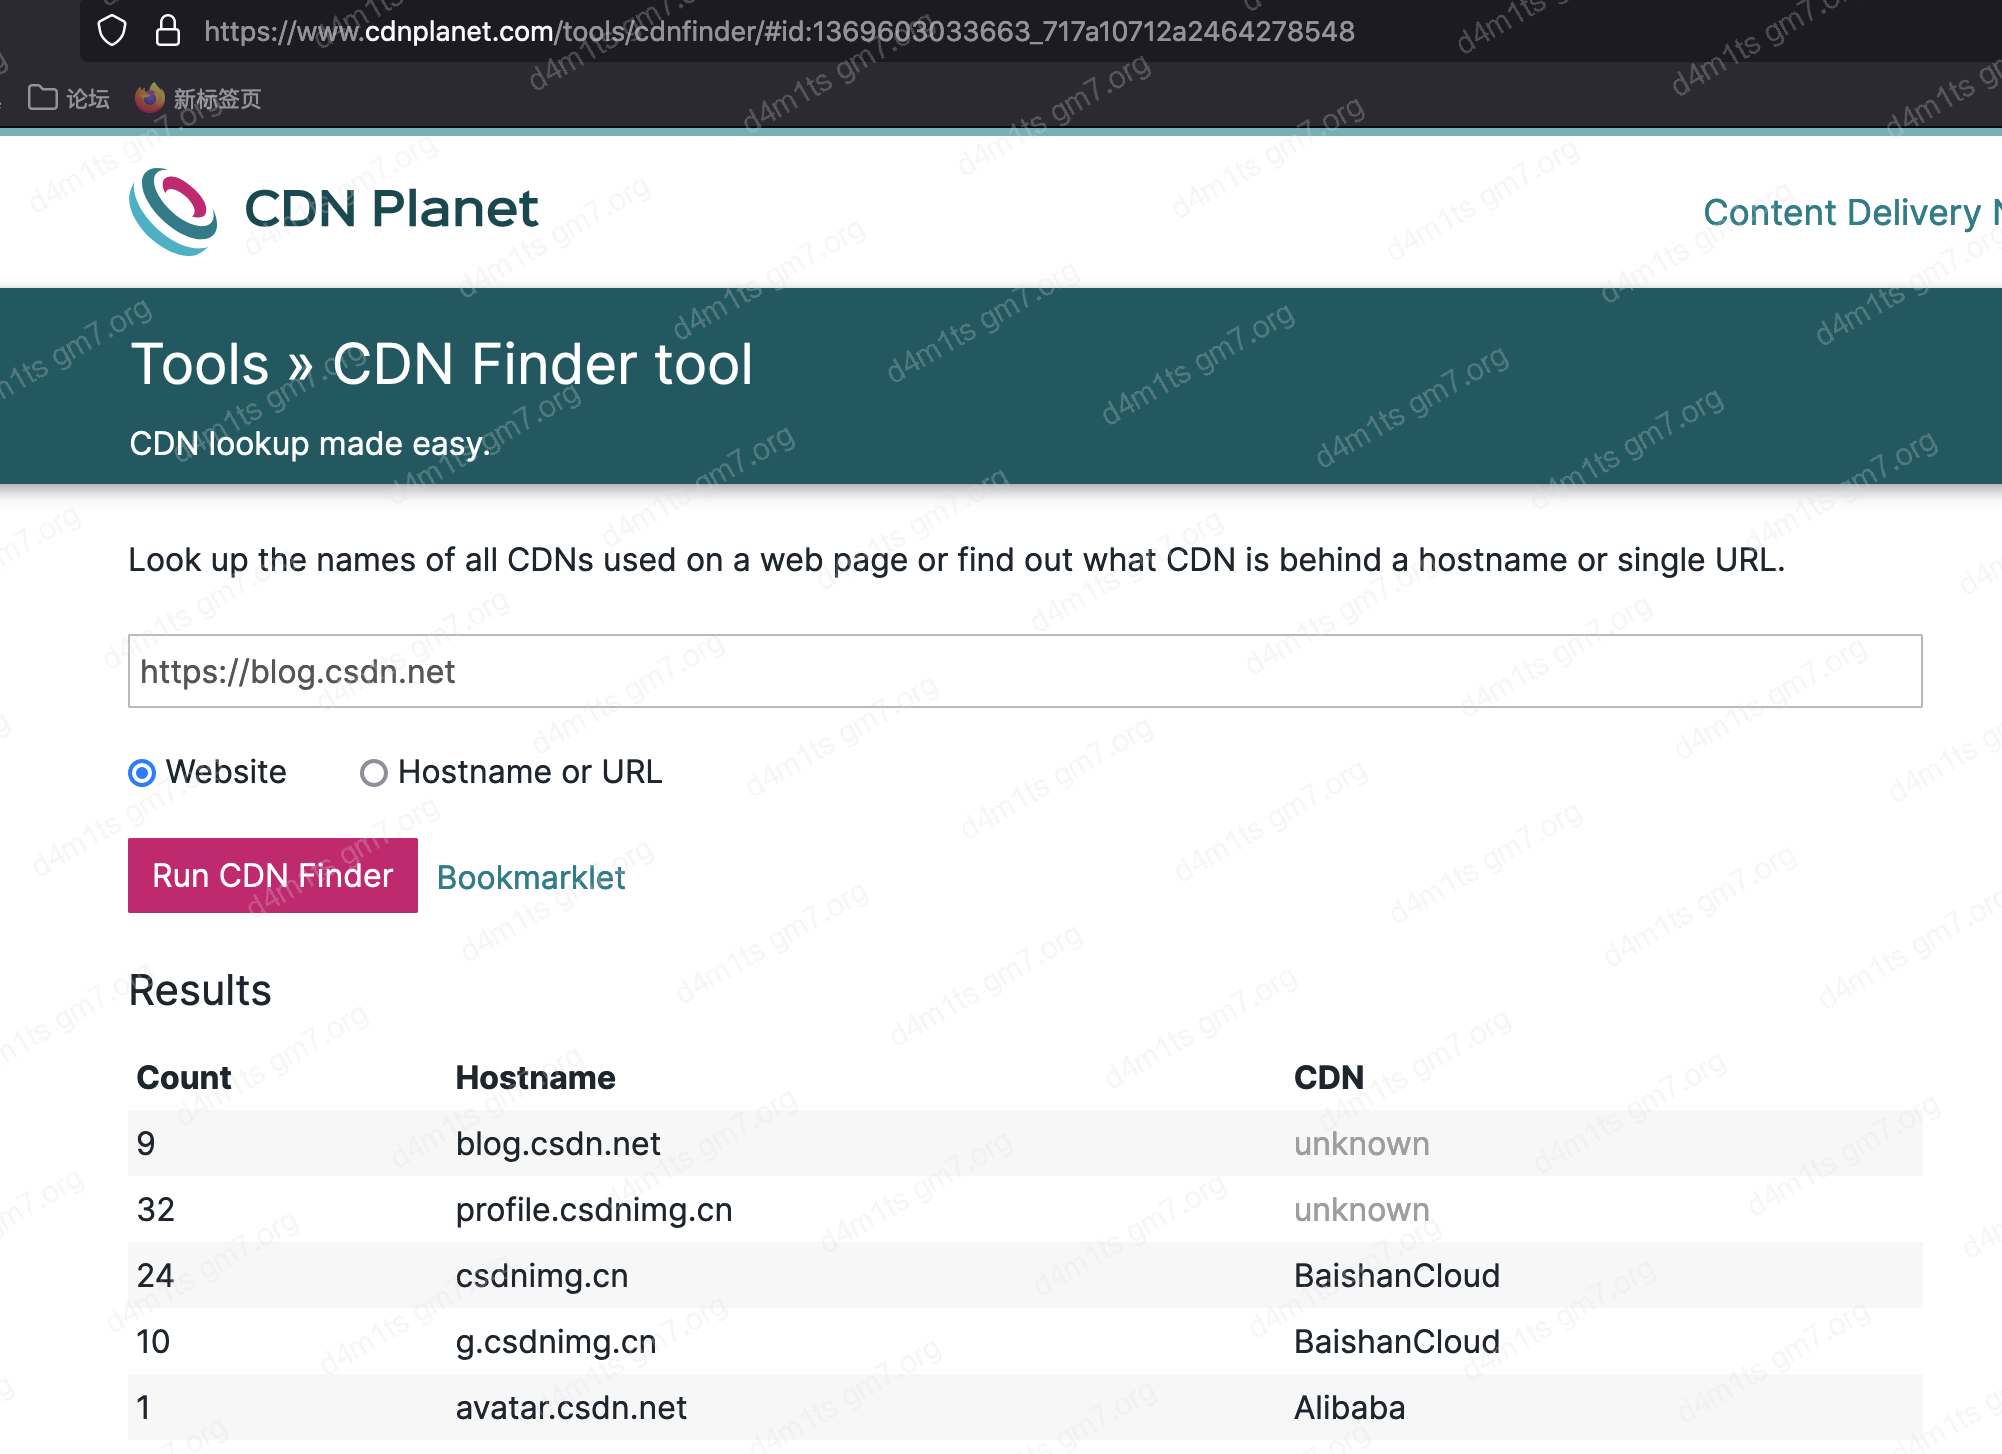 https://www.cdnplanet.com/tools/cdnfinder/#id:1369603033663_717a10712a2464278548
论坛 新标签页
CDN Planet
Content Delivery N
Tools » CDN Finder tool
CDN lookup made easy.
Look up the names of all CDNs used on a web page or find out what CDN is behind a hostname or single URL.
https://blog.csdn.net
Website Hostname or URL
Run CDN Finder Bookmarklet
Results
Count Hostname CDN
9 blog.csdn.net unknown
32 profile.csdnimg.cn unknown
24 csdnimg.cn BaishanCloud
10 g.csdnimg.cn BaishanCloud
1 avatar.csdn.net Alibaba
d4m1ts gm7.org